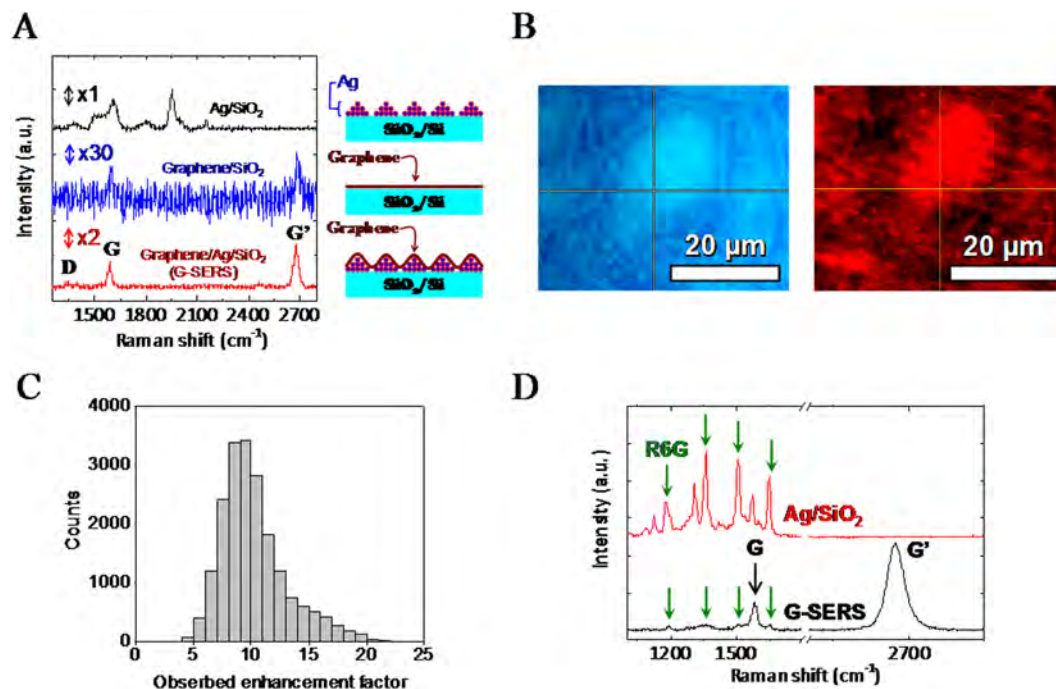 A
Intensity (a.u.)
x1
Ag/SiO₂
x30
Graphene/SiO₂
x2
D
G
G'
Graphene/Ag/SiO₂
(G-SERS)
1500 1800 2100 2400 2700
Raman shift (cm⁻¹)
Ag
SiO₂/Si
Graphene
SiO₂/Si
Graphene
SiO₂/Si
B
20 µm
20 µm
C
Counts
4000
3000
2000
1000
0
0 5 10 15 20 25
Obserbed enhancement factor
D
Intensity (a.u.)
R6G
Ag/SiO₂
G
G'
G-SERS
1200 1500 2700
Raman shift (cm⁻¹)